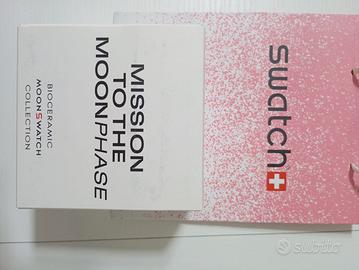 MISSION
TO THE
MOONPHASE
BIOCERAMIC
MOONSWATCH
COLLECTION
swatch
subito